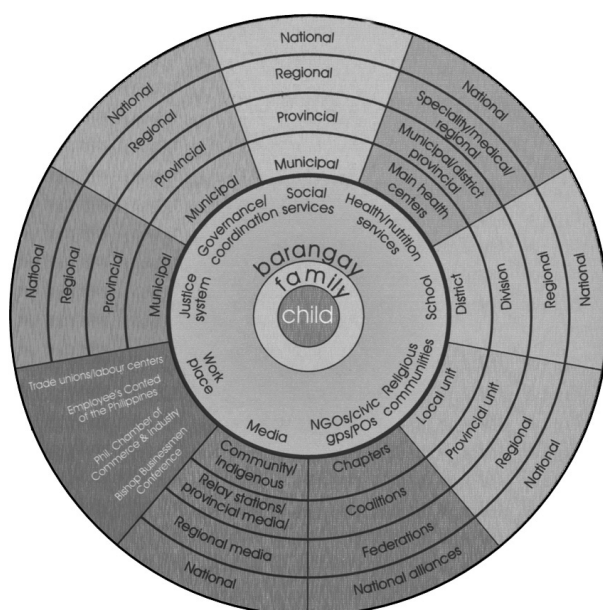 National
Regional
Provincial
Municipal
National
Speciality/medical/
regional
Municipal/district
provincial
Main health
centers
National
Regional
Division
District
National
Regional
Provincial unit
Local unit
National alliances
Federations
Coalitions
Chapters
National
Regional media
Relay stations/
provincial media/
Community/
indigenous
Trade unions/labour centers
Employee's Confed
of the Philippines
Phil. Chamber of
Commerce & Industry
Bishop Businessmen
Conference
National
Regional
Provincial
Municipal
National
Regional
Provincial
Municipal
Social
services
Health/nutrition
services
School
Religious
communities
NGOs/civic
gps/POs
Media
Work
place
Justice
system
Governance/
coordination
barangay
family
child